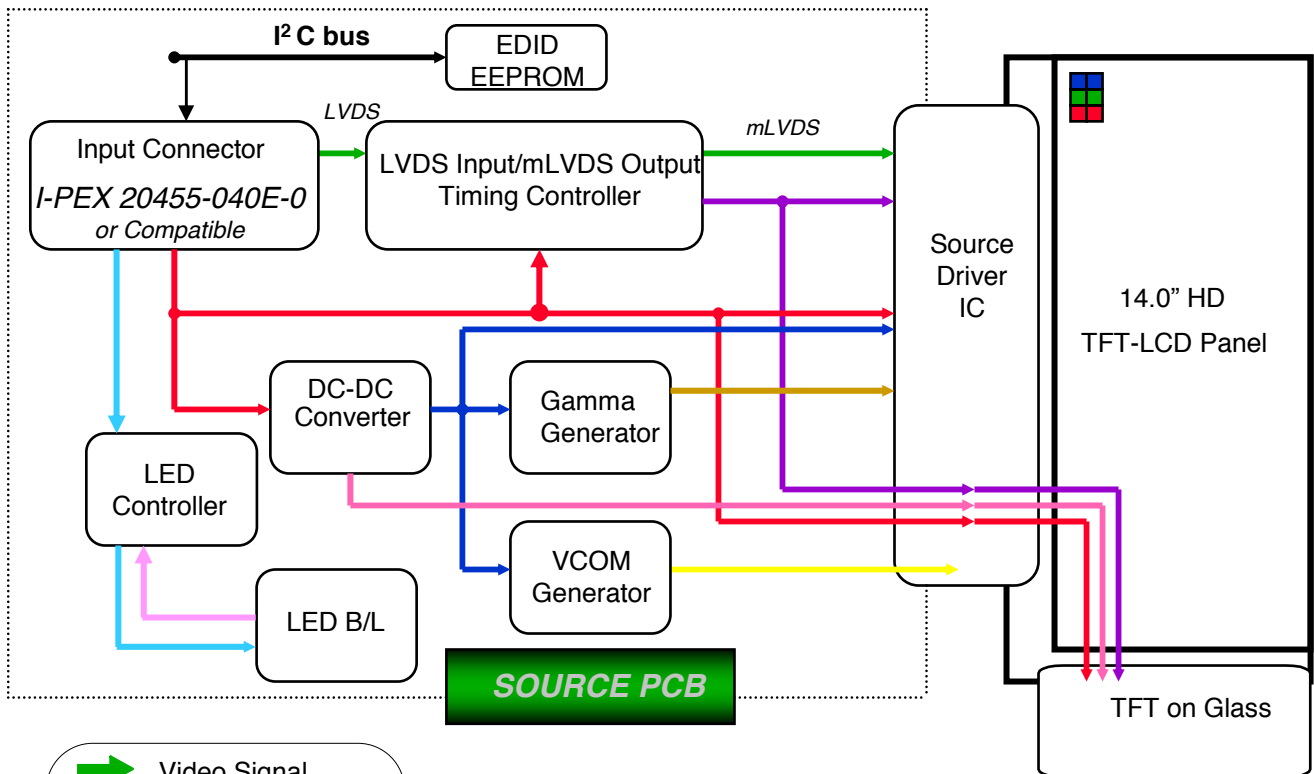 I² C bus
EDID
EEPROM
LVDS
mLVDS
Input Connector
I-PEX 20455-040E-0
or Compatible
LVDS Input/mLVDS Output
Timing Controller
Source
Driver
IC
14.0” HD
TFT-LCD Panel
DC-DC
Converter
Gamma
Generator
LED
Controller
VCOM
Generator
LED B/L
SOURCE PCB
TFT on Glass
Video Signal